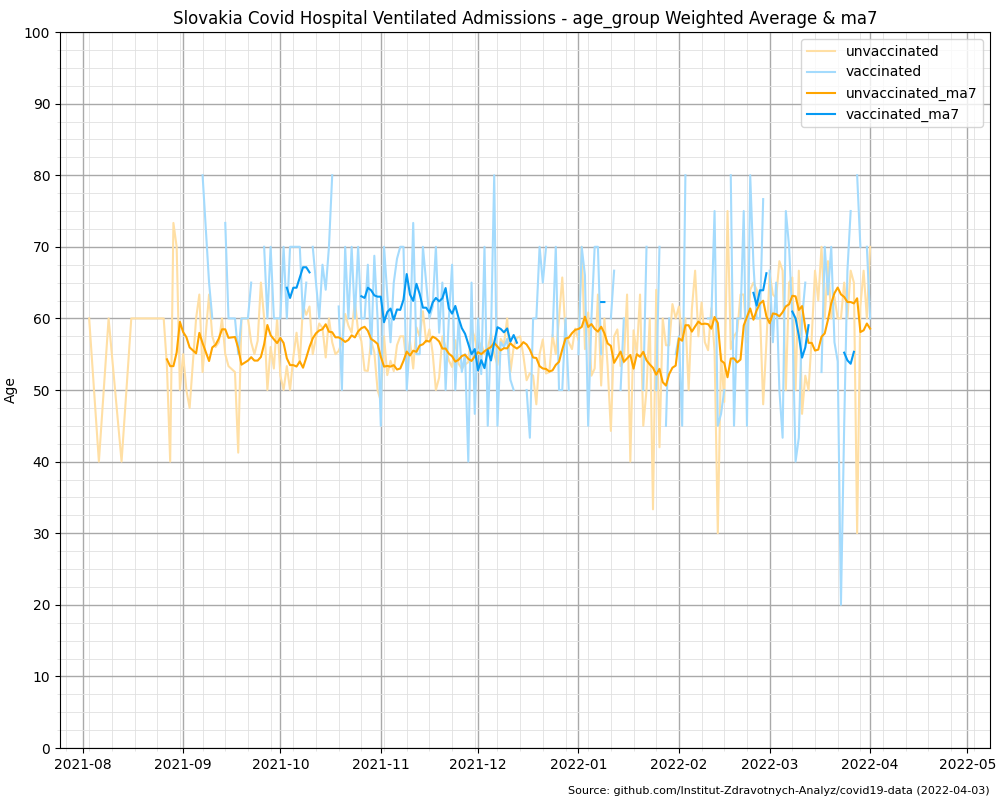 Slovakia Covid Hospital Ventilated Admissions - age_group Weighted Average & ma7
unvaccinated
vaccinated
unvaccinated_ma7
vaccinated_ma7
Age
100
90
80
70
60
50
40
30
20
10
0
2021-08 2021-09 2021-10 2021-11 2021-12 2022-01 2022-02 2022-03 2022-04 2022-05
Source: github.com/Institut-Zdravotnych-Analyz/covid19-data (2022-04-03)